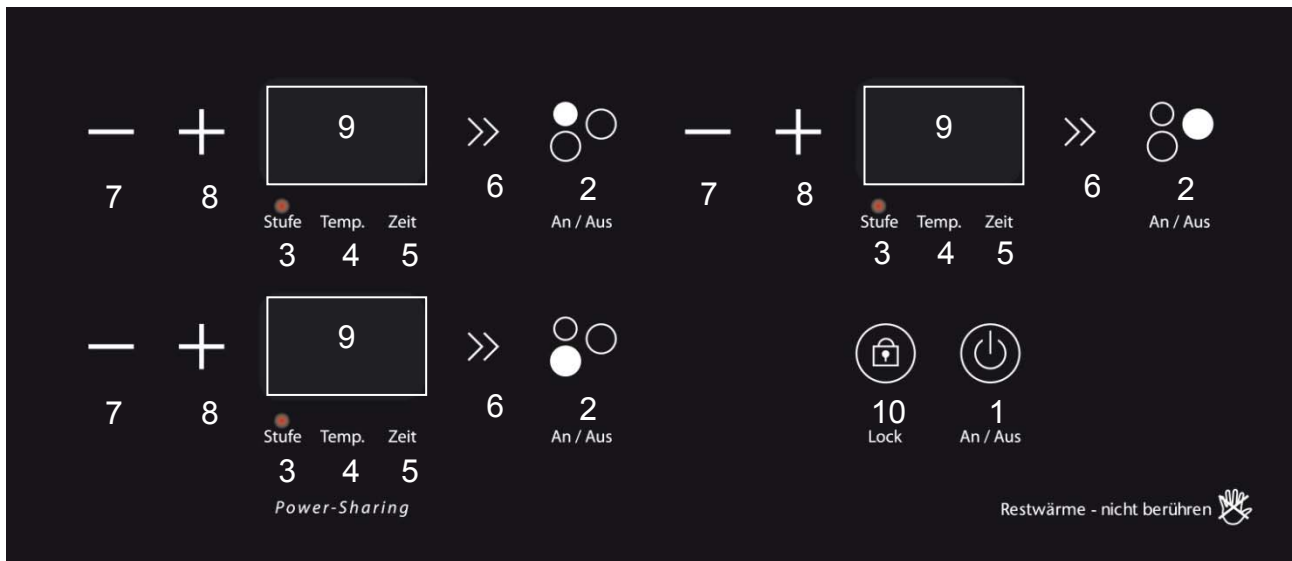 9 9
7 8 6 2 7 8 6 2
Stufe Temp. Zeit An / Aus Stufe Temp. Zeit An / Aus
3 4 5 3 4 5
9
7 8 6 2 10 1
Stufe Temp. Zeit An / Aus Lock An / Aus
3 4 5
Power-Sharing
Restwärme - nicht berühren